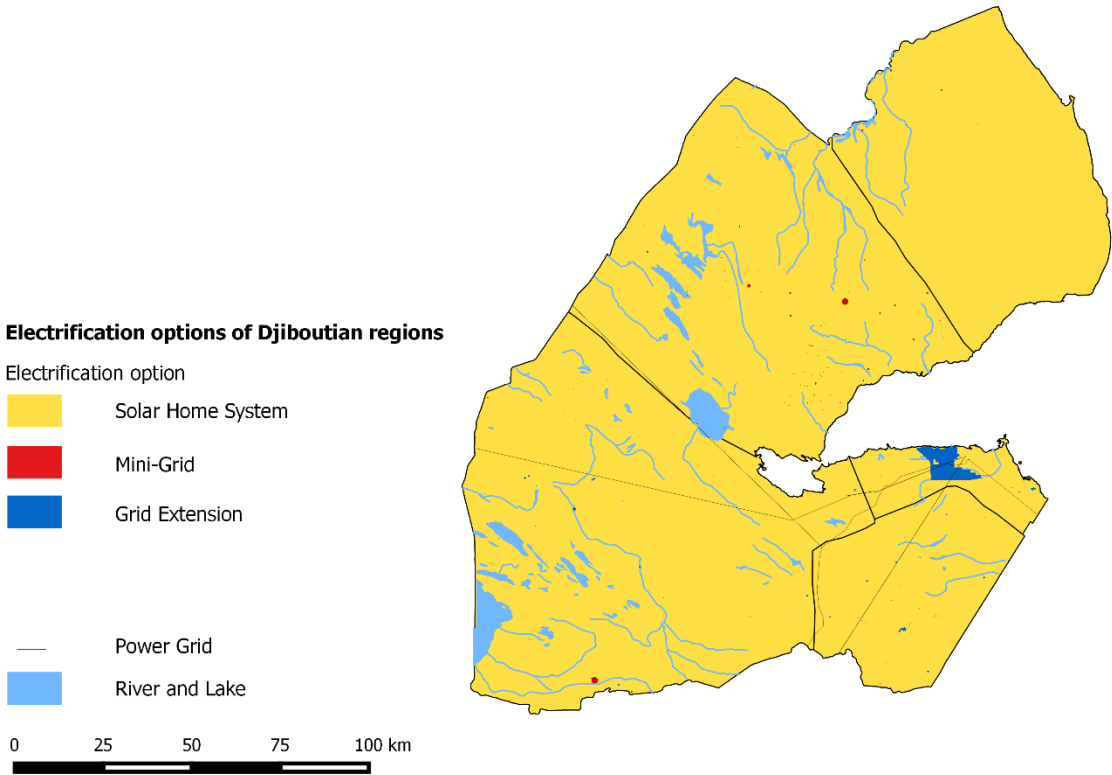 Electrification options of Djiboutian regions
Electrification option
Solar Home System
Mini-Grid
Grid Extension
Power Grid
River and Lake
0 25 50 75 100 km